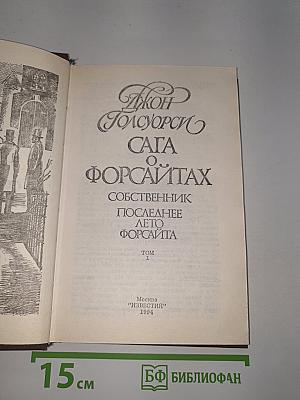 Джон
Голсуорси
САГА
О
ФОРСАЙТАХ
СОБСТВЕННИК
ПОСЛЕДНЕЕ
ЛЕТО
ФОРСАЙТА
ТОМ
1
Москва
"ИЗВЕСТИЯ"
1994
15 см
БФ БИБЛИОФАН